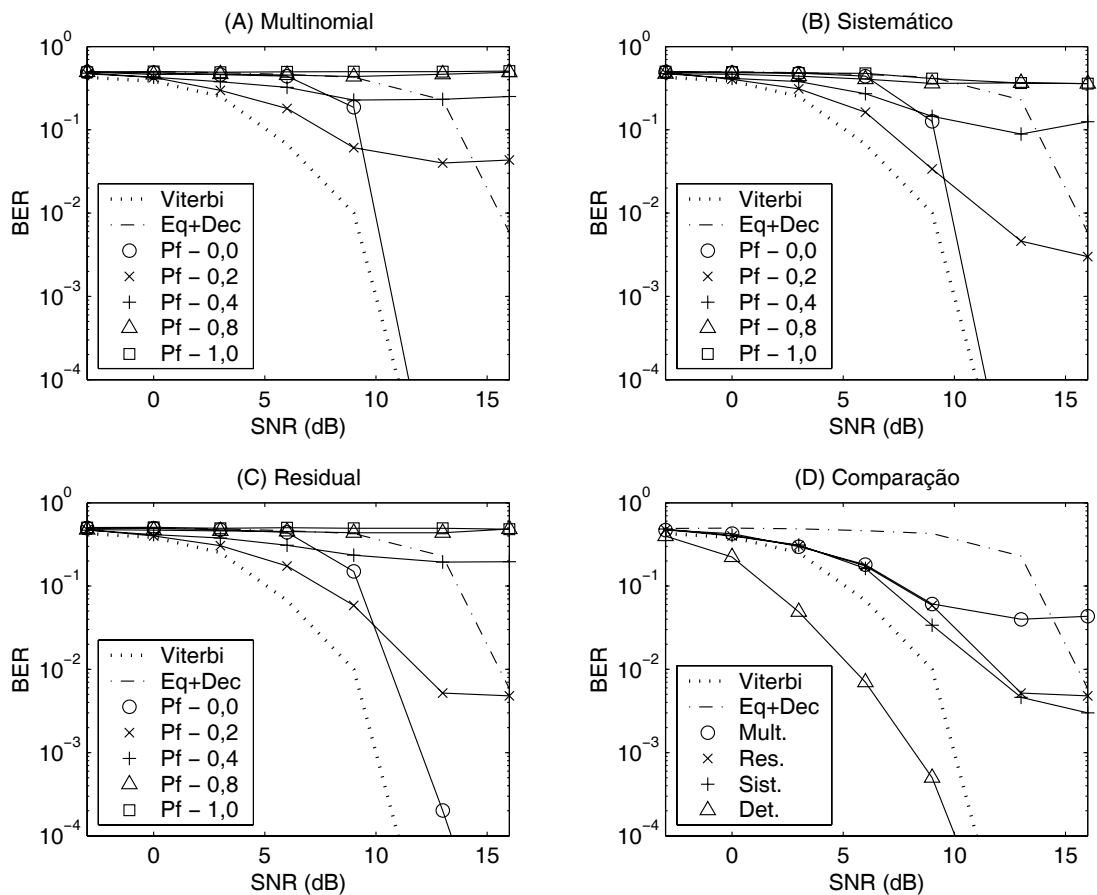 (A) Multinomial
10^0
10^-1
10^-2
10^-3
10^-4
BER
0
5
10
15
SNR (dB)
Viterbi
Eq+Dec
Pf − 0,0
Pf − 0,2
Pf − 0,4
Pf − 0,8
Pf − 1,0
(B) Sistemático
10^0
10^-1
10^-2
10^-3
10^-4
BER
0
5
10
15
SNR (dB)
Viterbi
Eq+Dec
Pf − 0,0
Pf − 0,2
Pf − 0,4
Pf − 0,8
Pf − 1,0
(C) Residual
10^0
10^-1
10^-2
10^-3
10^-4
BER
0
5
10
15
SNR (dB)
Viterbi
Eq+Dec
Pf − 0,0
Pf − 0,2
Pf − 0,4
Pf − 0,8
Pf − 1,0
(D) Comparação
10^0
10^-1
10^-2
10^-3
10^-4
BER
0
5
10
15
SNR (dB)
Viterbi
Eq+Dec
Mult.
Res.
Sist.
Det.